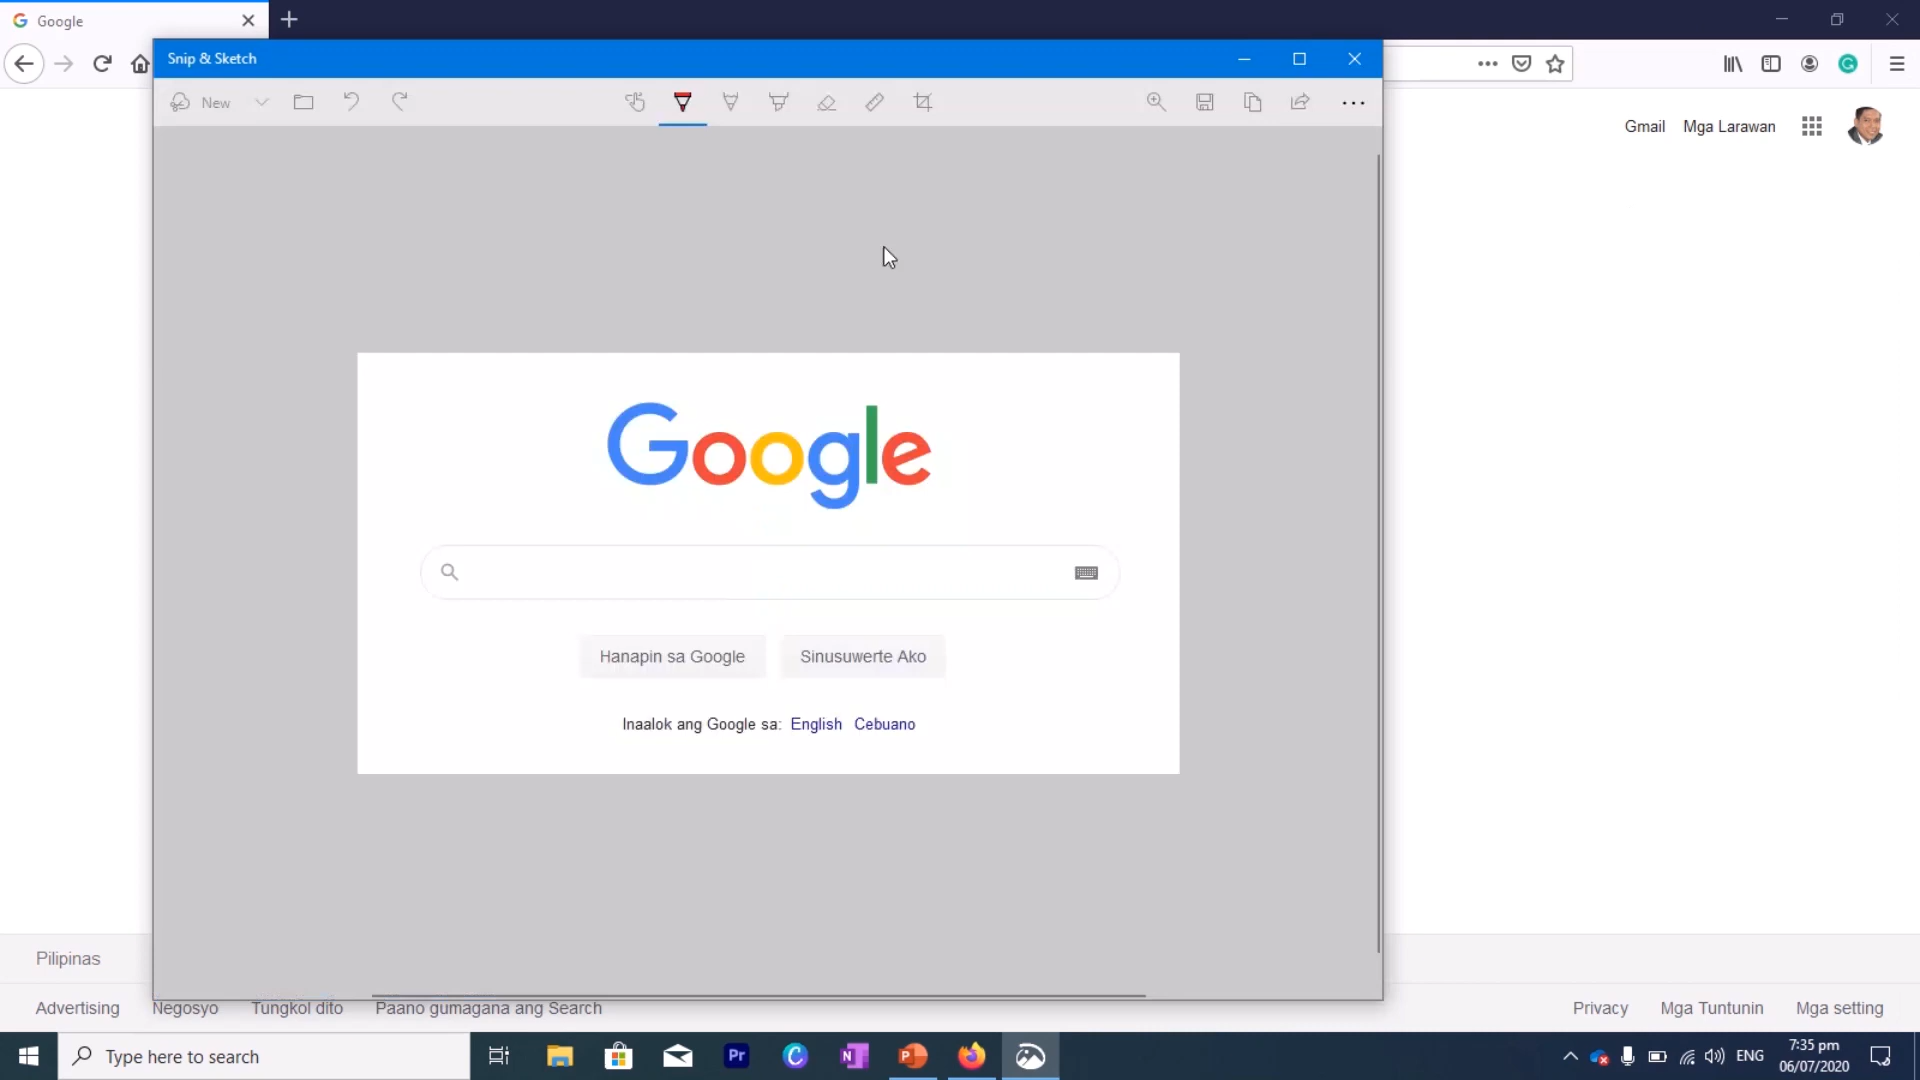 Google
Snip & Sketch
New
Gmail Mga Larawan
Google
Hanapin sa Google Sinusuwerte Ako
Inaalok ang Google sa: English Cebuano
Pilipinas
Advertising Negosyo Tungkol dito Paano gumagana ang Search Privacy Mga Tuntunin Mga setting
Type here to search
Pr
C
N
P
ENG
7:35 pm
06/07/2020